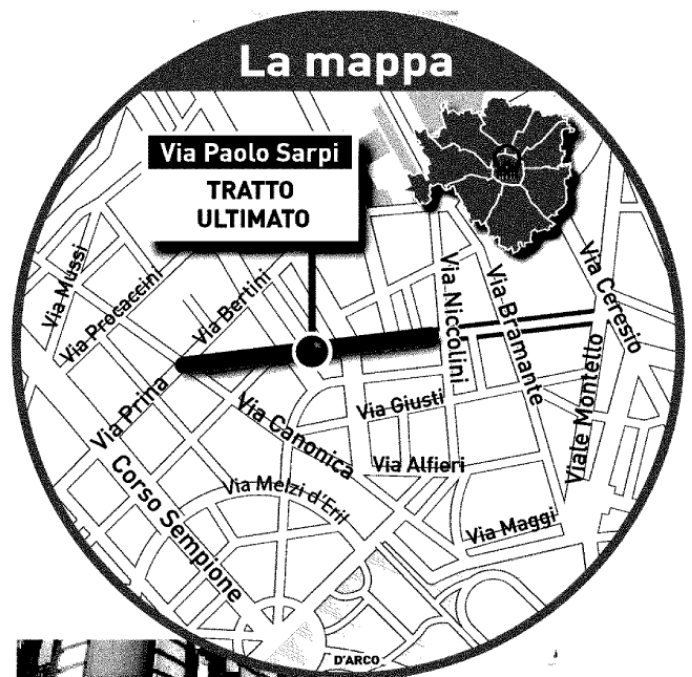 La mappa
Via Paolo Sarpi
TRATTO
ULTIMATO
Via Mussi
Via Procaccini
Via Bertini
Via Niccolini
Via Bramante
Via Ceresio
Via Prina
Via Canonica
Via Giusti
Viale Montello
Corso Sempione
Via Melzi d'Eril
Via Alfieri
Via Maggi
D'ARCO